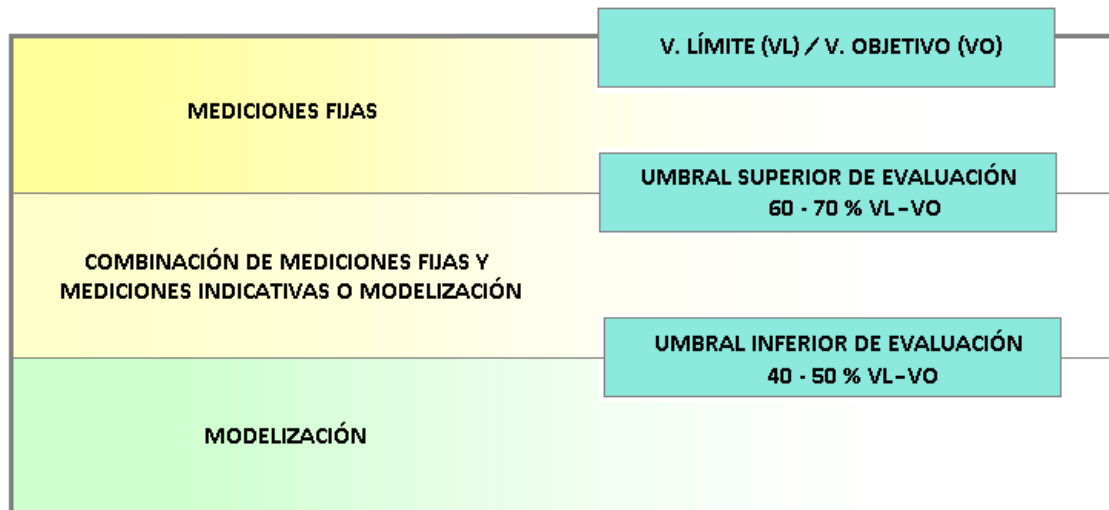 V. LÍMITE (VL) / V. OBJETIVO (VO)
MEDICIONES FIJAS
UMBRAL SUPERIOR DE EVALUACIÓN
60 - 70 % VL-VO
COMBINACIÓN DE MEDICIONES FIJAS Y
MEDICIONES INDICATIVAS O MODELIZACIÓN
UMBRAL INFERIOR DE EVALUACIÓN
40 - 50 % VL-VO
MODELIZACIÓN